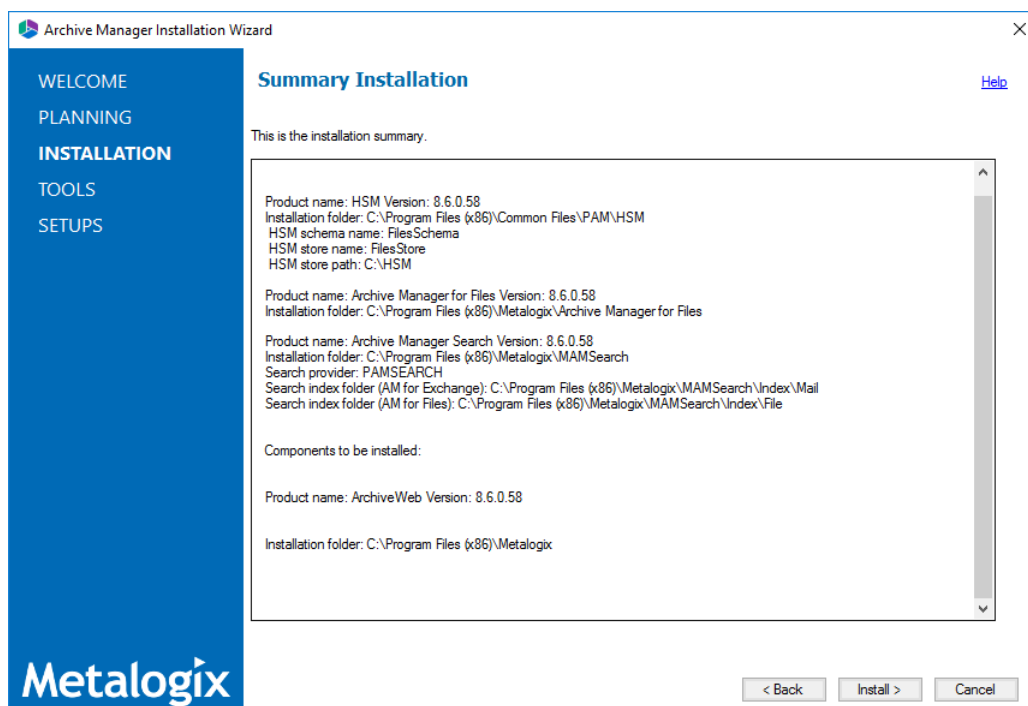 Archive Manager Installation Wizard
WELCOME
PLANNING
INSTALLATION
TOOLS
SETUPS
Metalogix
Summary Installation
Help
This is the installation summary.
Product name: HSM Version: 8.6.0.58
Installation folder: C:\Program Files (x86)\Common Files\PAM\HSM
HSM schema name: FilesSchema
HSM store name: FilesStore
HSM store path: C:\HSM
Product name: Archive Manager for Files Version: 8.6.0.58
Installation folder: C:\Program Files (x86)\Metalogix\Archive Manager for Files
Product name: Archive Manager Search Version: 8.6.0.58
Installation folder: C:\Program Files (x86)\Metalogix\MAMSearch
Search provider: PAMSEARCH
Search index folder (AM for Exchange): C:\Program Files (x86)\Metalogix\MAMSearch\Index\Mail
Search index folder (AM for Files): C:\Program Files (x86)\Metalogix\MAMSearch\Index\File
Components to be installed:
Product name: ArchiveWeb Version: 8.6.0.58
Installation folder: C:\Program Files (x86)\Metalogix
< Back
Install >
Cancel